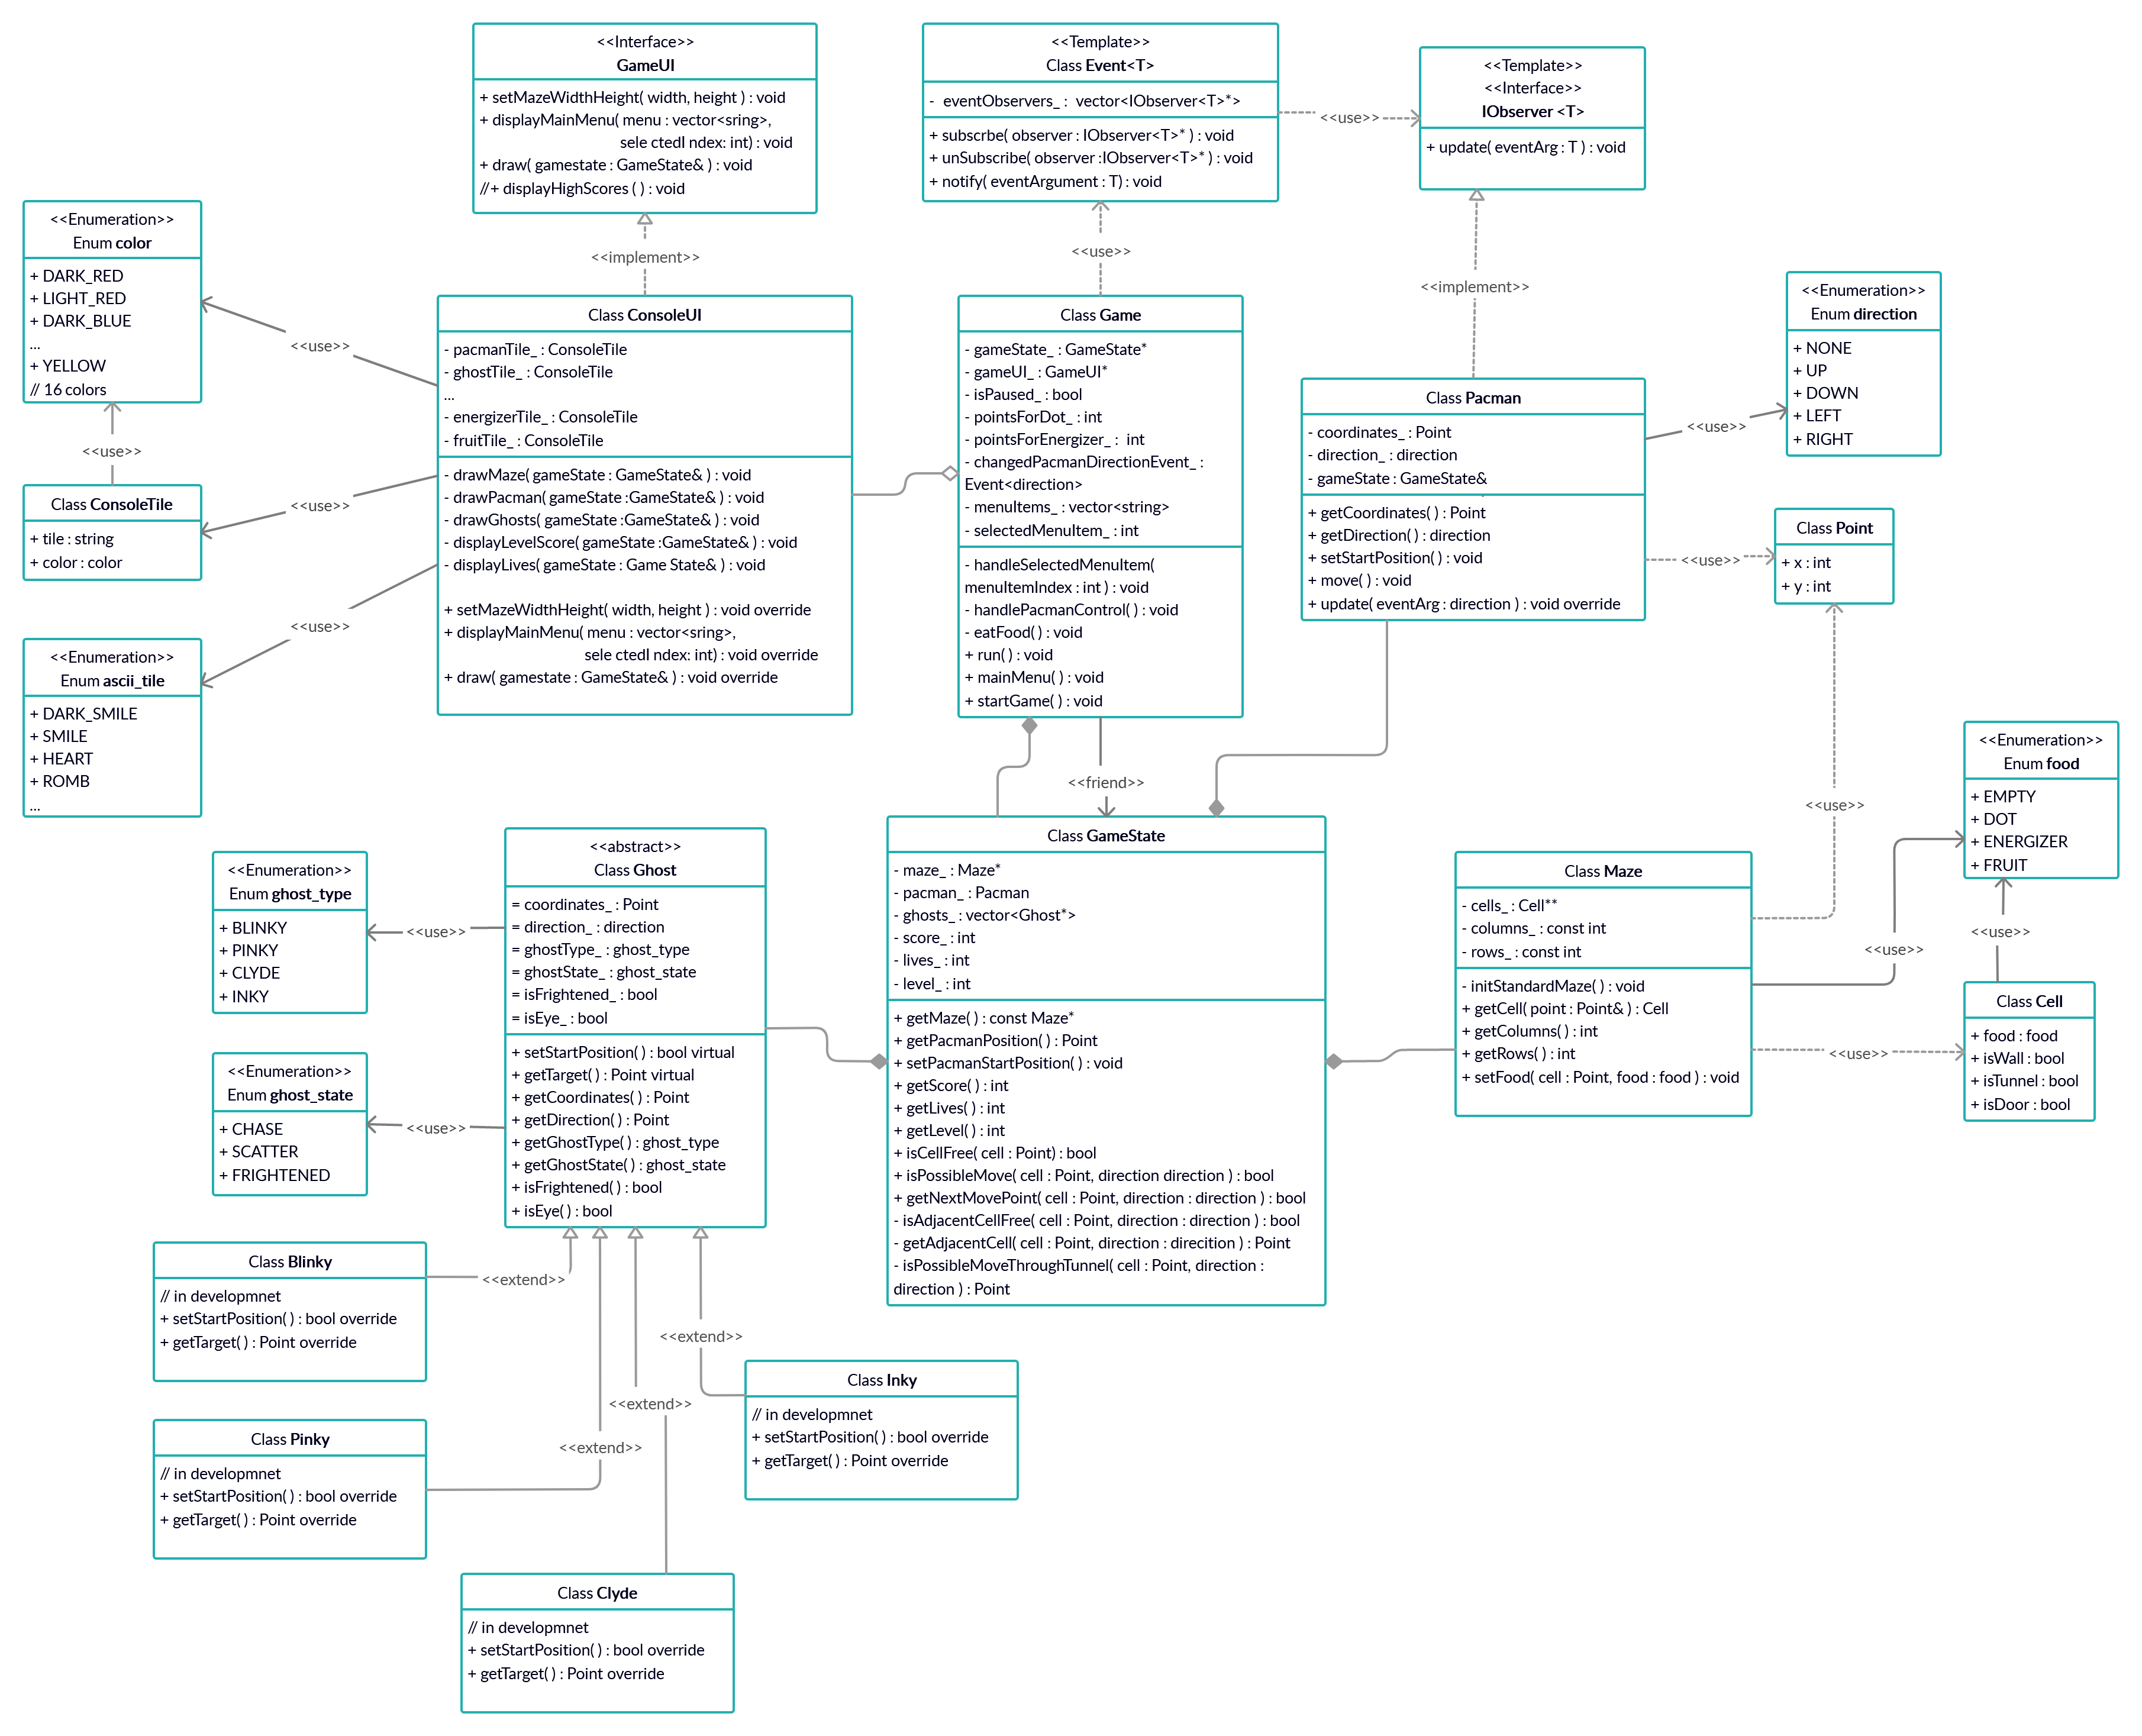 <<Interface>>
GameUI
+ setMazeWidthHeight( width, height ) : void
+ displayMainMenu( menu : vector<sring>,
sele ctedI ndex: int) : void
+ draw( gamestate : GameState& ) : void
//+ displayHighScores ( ) : void
<<Template>>
Class Event<T>
- eventObservers_ : vector<IObserver<T>*>
+ subscrbe( observer : IObserver<T>* ) : void
+ unSubscribe( observer :IObserver<T>* ) : void
+ notify( eventArgument : T) : void
<<use>>
<<Template>>
<<Interface>>
IObserver <T>
+ update( eventArg : T ) : void
<<Enumeration>>
Enum color
+ DARK_RED
+ LIGHT_RED
+ DARK_BLUE
...
+ YELLOW
// 16 colors
<<implement>>
<<use>>
<<implement>>
<<use>>
<<use>>
Class ConsoleTile
+ tile : string
+ color : color
<<use>>
<<use>>
<<Enumeration>>
Enum ascii_tile
+ DARK_SMILE
+ SMILE
+ HEART
+ ROMB
...
Class ConsoleUI
- pacmanTile_ : ConsoleTile
- ghostTile_ : ConsoleTile
...
- energizerTile_ : ConsoleTile
- fruitTile_ : ConsoleTile
- drawMaze( gameState : GameState& ) : void
- drawPacman( gameState :GameState& ) : void
- drawGhosts( gameState :GameState& ) : void
- displayLevelScore( gameState :GameState& ) : void
- displayLives( gameState : Game State& ) : void
+ setMazeWidthHeight( width, height ) : void override
+ displayMainMenu( menu : vector<sring>,
sele ctedI ndex: int) : void override
+ draw( gamestate : GameState& ) : void override
Class Game
- gameState_ : GameState*
- gameUI_ : GameUI*
- isPaused_ : bool
- pointsForDot_ : int
- pointsForEnergizer_ : int
- changedPacmanDirectionEvent_ :
Event<direction>
- menuItems_ : vector<string>
- selectedMenuItem_ : int
- handleSelectedMenuItem(
menuItemIndex : int ) : void
- handlePacmanControl( ) : void
- eatFood( ) : void
+ run( ) : void
+ mainMenu( ) : void
+ startGame( ) : void
Class Pacman
- coordinates_ : Point
- direction_ : direction
- gameState : GameState&
+ getCoordinates( ) : Point
+ getDirection( ) : direction
+ setStartPosition( ) : void
+ move( ) : void
+ update( eventArg : direction ) : void override
<<use>>
<<Enumeration>>
Enum direction
+ NONE
+ UP
+ DOWN
+ LEFT
+ RIGHT
<<use>>
Class Point
+ x : int
+ y : int
<<friend>>
<<use>>
<<Enumeration>>
Enum food
+ EMPTY
+ DOT
+ ENERGIZER
+ FRUIT
<<Enumeration>>
Enum ghost_type
+ BLINKY
+ PINKY
+ CLYDE
+ INKY
<<use>>
<<Enumeration>>
Enum ghost_state
+ CHASE
+ SCATTER
+ FRIGHTENED
<<use>>
<<abstract>>
Class Ghost
= coordinates_ : Point
= direction_ : direction
= ghostType_ : ghost_type
= ghostState_ : ghost_state
= isFrightened_ : bool
= isEye_ : bool
+ setStartPosition( ) : bool virtual
+ getTarget( ) : Point virtual
+ getCoordinates( ) : Point
+ getDirection( ) : Point
+ getGhostType( ) : ghost_type
+ getGhostState( ) : ghost_state
+ isFrightened( ) : bool
+ isEye( ) : bool
Class GameState
- maze_ : Maze*
- pacman_ : Pacman
- ghosts_ : vector<Ghost*>
- score_ : int
- lives_ : int
- level_ : int
+ getMaze( ) : const Maze*
+ getPacmanPosition( ) : Point
+ setPacmanStartPosition( ) : void
+ getScore( ) : int
+ getLives( ) : int
+ getLevel( ) : int
+ isCellFree( cell : Point) : bool
+ isPossibleMove( cell : Point, direction direction ) : bool
+ getNextMovePoint( cell : Point, direction : direction ) : bool
- isAdjacentCellFree( cell : Point, direction : direction ) : bool
- getAdjacentCell( cell : Point, direction : direcition ) : Point
- isPossibleMoveThroughTunnel( cell : Point, direction :
direction ) : Point
Class Maze
- cells_ : Cell**
- columns_ : const int
- rows_ : const int
- initStandardMaze( ) : void
+ getCell( point : Point& ) : Cell
+ getColumns( ) : int
+ getRows( ) : int
+ setFood( cell : Point, food : food ) : void
<<use>>
<<use>>
<<use>>
Class Cell
+ food : food
+ isWall : bool
+ isTunnel : bool
+ isDoor : bool
Class Blinky
// in developmnet
+ setStartPosition( ) : bool override
+ getTarget( ) : Point override
<<extend>>
<<extend>>
<<extend>>
<<extend>>
Class Inky
// in developmnet
+ setStartPosition( ) : bool override
+ getTarget( ) : Point override
Class Pinky
// in developmnet
+ setStartPosition( ) : bool override
+ getTarget( ) : Point override
Class Clyde
// in developmnet
+ setStartPosition( ) : bool override
+ getTarget( ) : Point override